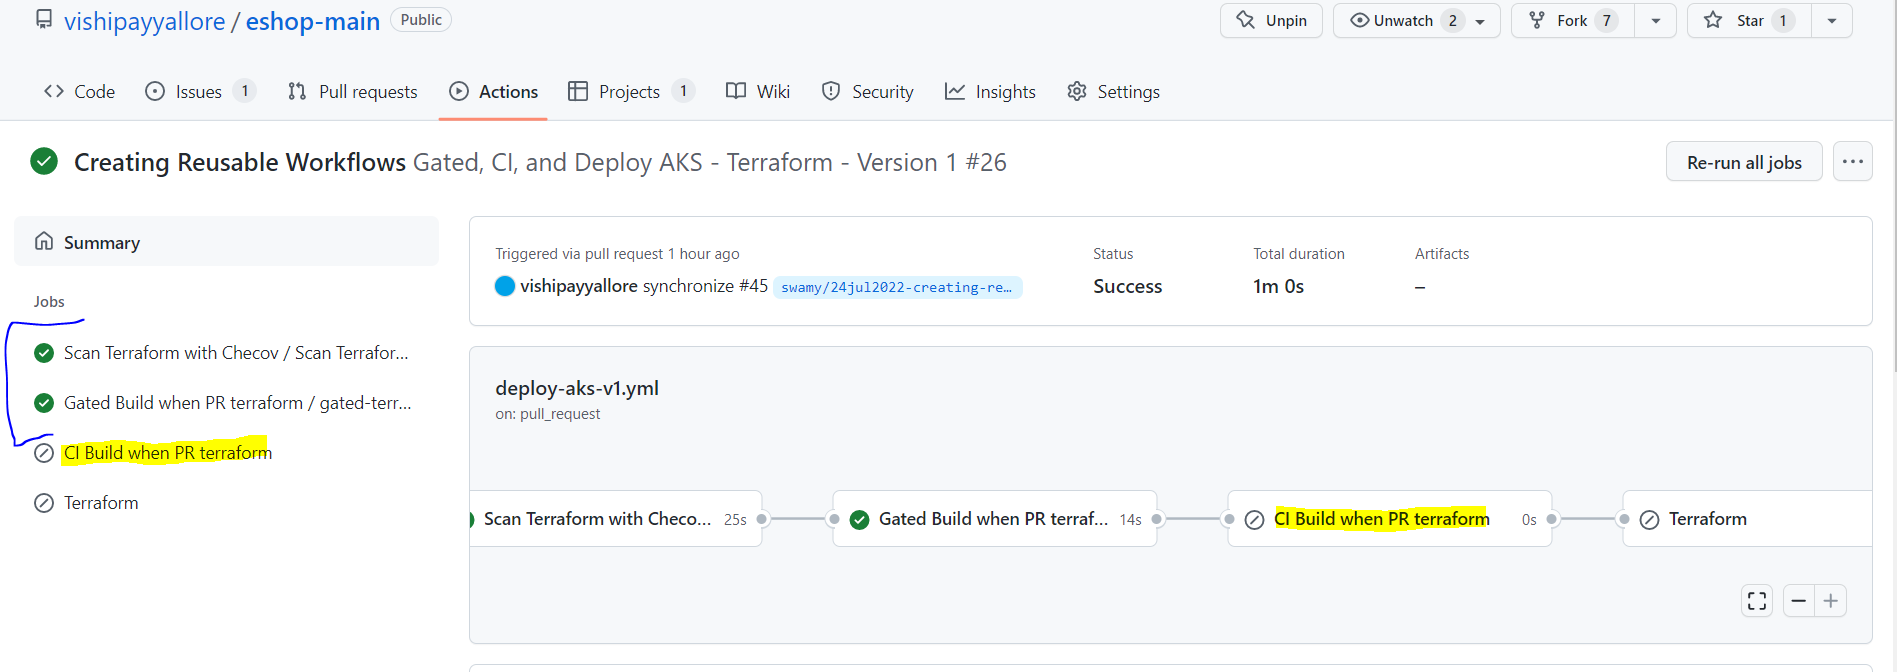 vishipayyallore / eshop-main Public Unpin Unwatch 2 Fork 7 Star 1
Code Issues 1 Pull requests Actions Projects 1 Wiki Security Insights Settings
Creating Reusable Workflows Gated, CI, and Deploy AKS - Terraform - Version 1 #26 Re-run all jobs ...
Summary
Jobs
Scan Terraform with Checov / Scan Terrafor...
Gated Build when PR terraform / gated-terr...
CI Build when PR terraform
Terraform
Triggered via pull request 1 hour ago
vishipayyallore synchronize #45 swamy/24jul2022-creating-re…
Status
Success
Total duration
1m 0s
Artifacts
–
deploy-aks-v1.yml
on: pull_request
Scan Terraform with Checo... 25s
Gated Build when PR terraf... 14s
CI Build when PR terraform 0s
Terraform